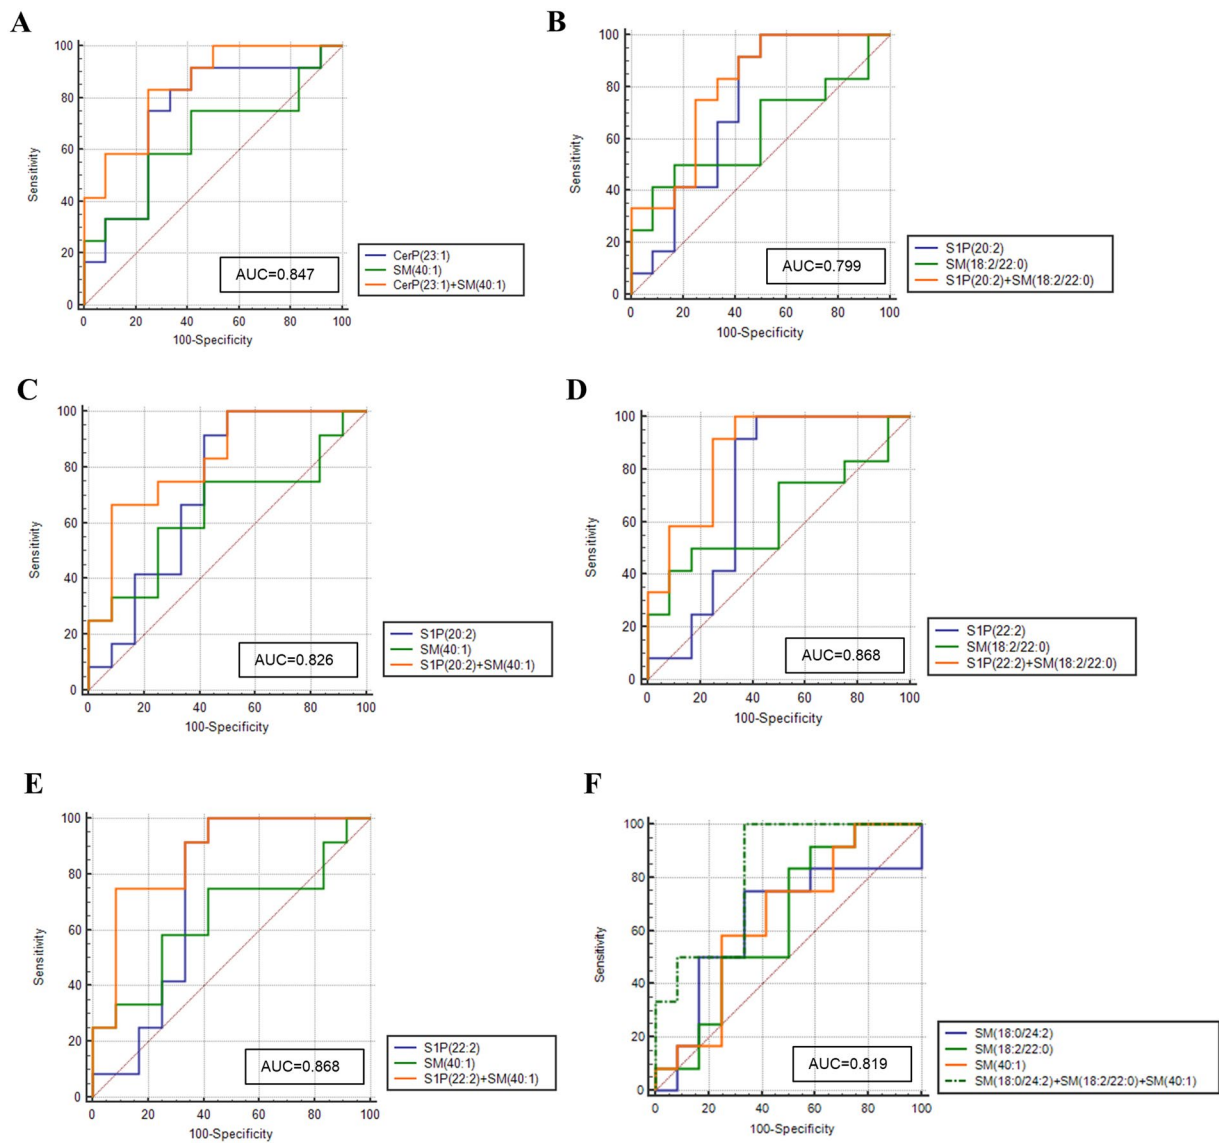 A
100
80
60
40
20
0
Sensitivity
0 20 40 60 80 100
100-Specificity
AUC=0.847
CerP(23:1)
SM(40:1)
CerP(23:1)+SM(40:1)
B
100
80
60
40
20
0
Sensitivity
0 20 40 60 80 100
100-Specificity
AUC=0.799
S1P(20:2)
SM(18:2/22:0)
S1P(20:2)+SM(18:2/22:0)
C
100
80
60
40
20
0
Sensitivity
0 20 40 60 80 100
100-Specificity
AUC=0.826
S1P(20:2)
SM(40:1)
S1P(20:2)+SM(40:1)
D
100
80
60
40
20
0
Sensitivity
0 20 40 60 80 100
100-Specificity
AUC=0.868
S1P(22:2)
SM(18:2/22:0)
S1P(22:2)+SM(18:2/22:0)
E
100
80
60
40
20
0
Sensitivity
0 20 40 60 80 100
100-Specificity
AUC=0.868
S1P(22:2)
SM(40:1)
S1P(22:2)+SM(40:1)
F
100
80
60
40
20
0
Sensitivity
0 20 40 60 80 100
100-Specificity
AUC=0.819
SM(18:0/24:2)
SM(18:2/22:0)
SM(40:1)
SM(18:0/24:2)+SM(18:2/22:0)+SM(40:1)